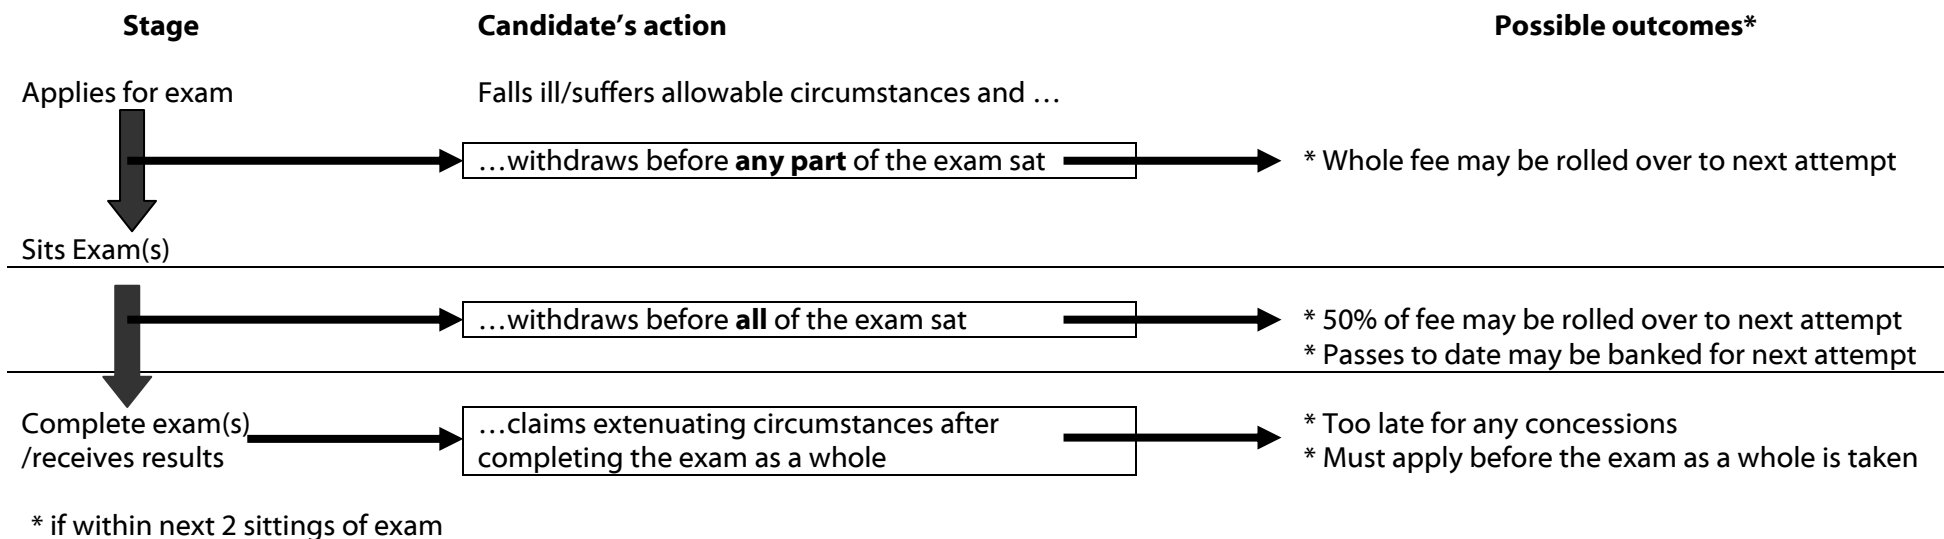 Stage Candidate’s action Possible outcomes*
Applies for exam Falls ill/suffers allowable circumstances and …
…withdraws before any part of the exam sat * Whole fee may be rolled over to next attempt
Sits Exam(s)
…withdraws before all of the exam sat * 50% of fee may be rolled over to next attempt
* Passes to date may be banked for next attempt
Complete exam(s) …claims extenuating circumstances after * Too late for any concessions
/receives results completing the exam as a whole * Must apply before the exam as a whole is taken
* if within next 2 sittings of exam